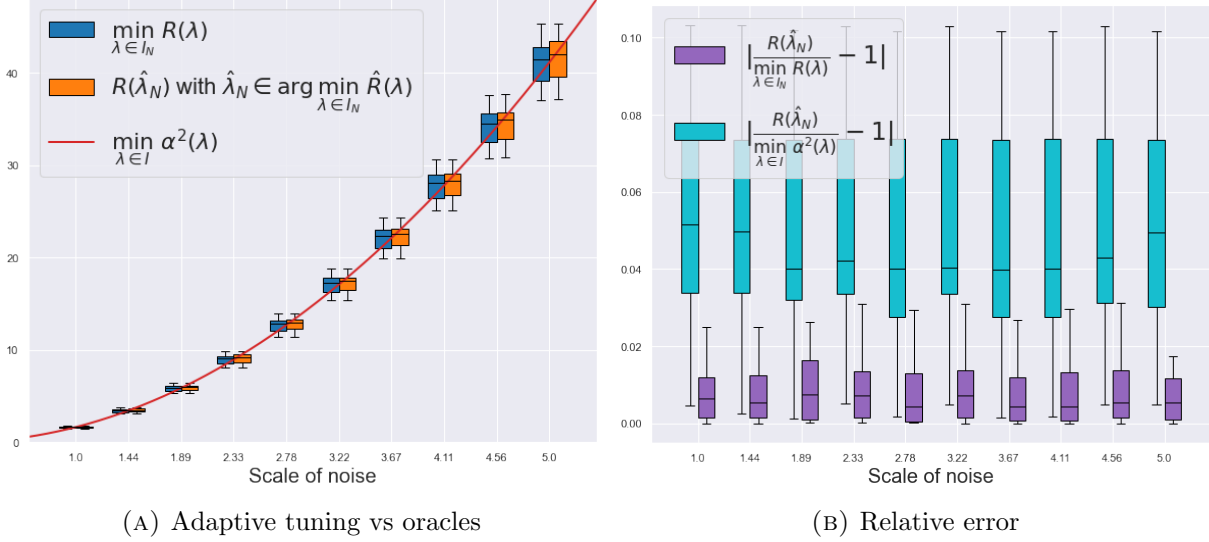 min R(λ)
λ∈I_N
R(λ̂_N) with λ̂_N ∈ arg min R̂(λ)
λ∈I_N
min α²(λ)
λ∈I
40
30
20
10
0
1.0 1.44 1.89 2.33 2.78 3.22 3.67 4.11 4.56 5.0
Scale of noise
(A) Adaptive tuning vs oracles
|R(λ̂_N) / min R(λ) − 1|
λ∈I_N
|R(λ̂_N) / min α²(λ) − 1|
λ∈I
0.10
0.08
0.06
0.04
0.02
0.00
1.0 1.44 1.89 2.33 2.78 3.22 3.67 4.11 4.56 5.0
Scale of noise
(B) Relative error